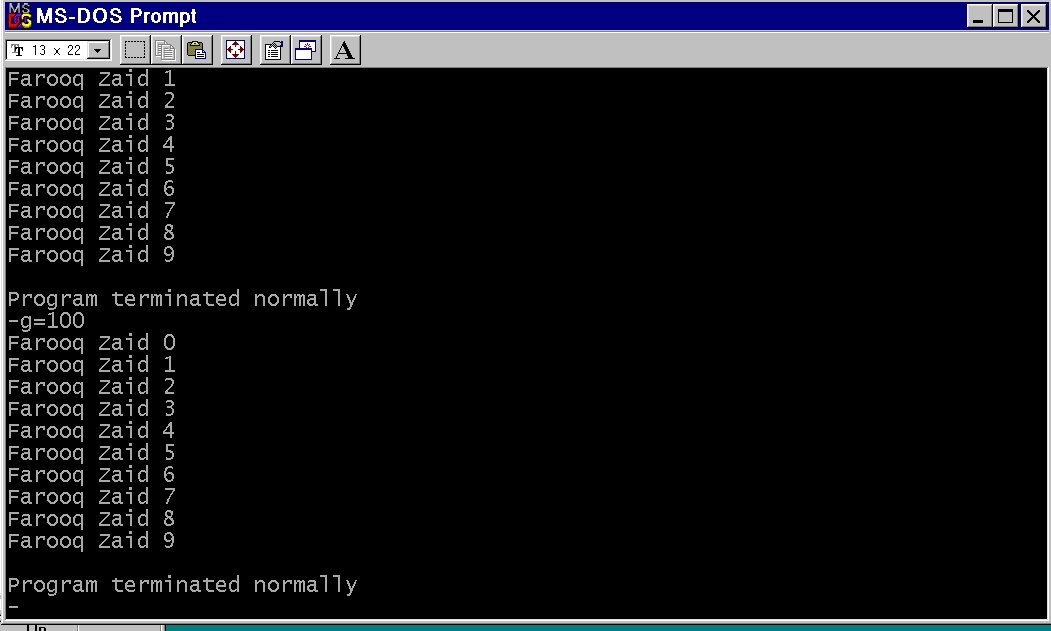 MS-DOS Prompt
13 x 22
A
Farooq Zaid 1
Farooq Zaid 2
Farooq Zaid 3
Farooq Zaid 4
Farooq Zaid 5
Farooq Zaid 6
Farooq Zaid 7
Farooq Zaid 8
Farooq Zaid 9
Program terminated normally
-g=100
Farooq Zaid 0
Farooq Zaid 1
Farooq Zaid 2
Farooq Zaid 3
Farooq Zaid 4
Farooq Zaid 5
Farooq Zaid 6
Farooq Zaid 7
Farooq Zaid 8
Farooq Zaid 9
Program terminated normally
-